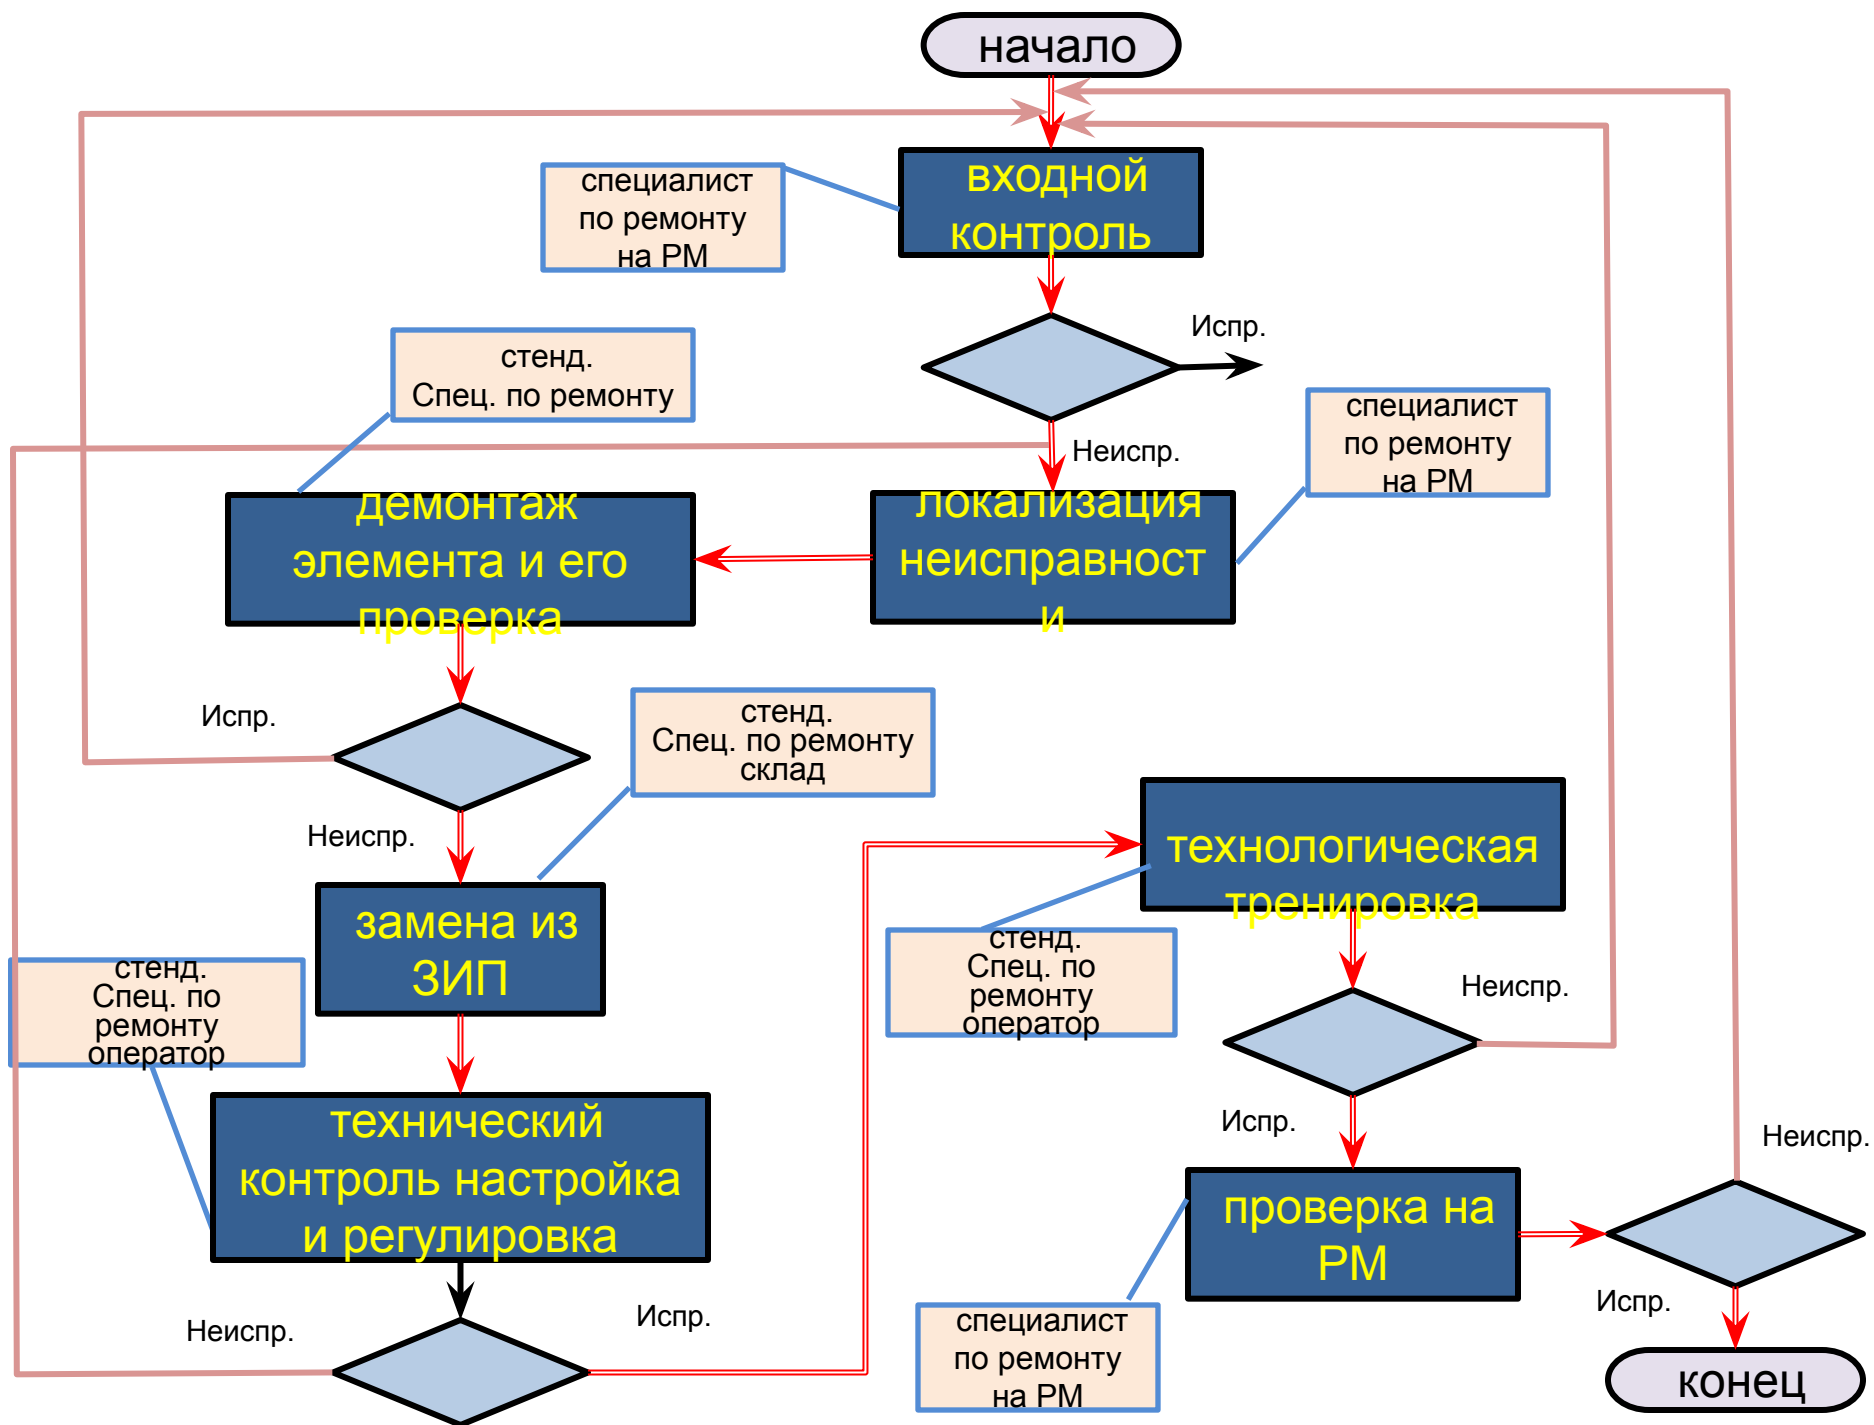 начало
входной
контроль
специалист
по ремонту
на РМ
Испр.
стенд.
Спец. по ремонту
специалист
по ремонту
на РМ
Неиспр.
локализация
неисправност
и
демонтаж
элемента и его
проверка
Испр.
стенд.
Спец. по ремонту
склад
Неиспр.
замена из
ЗИП
стенд.
Спец. по
ремонту
оператор
технический
контроль настройка
и регулировка
Неиспр.
Испр.
технологическая
тренировка
стенд.
Спец. по
ремонту
оператор
Неиспр.
Испр.
проверка на
РМ
специалист
по ремонту
на РМ
Неиспр.
Испр.
конец